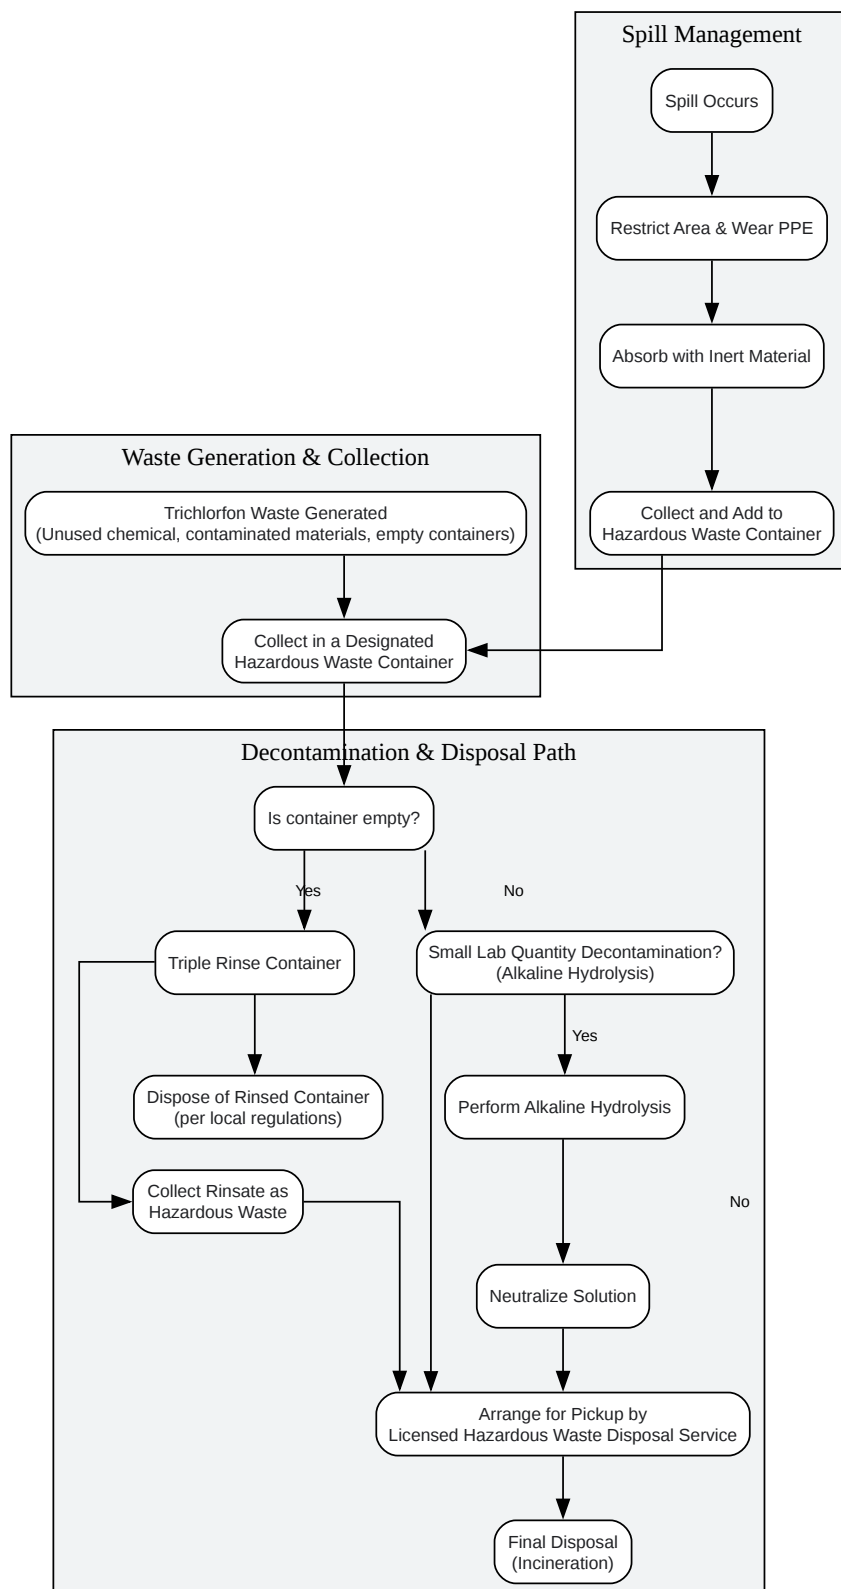 Spill Management
Spill Occurs
Restrict Area & Wear PPE
Absorb with Inert Material
Collect and Add to
Hazardous Waste Container
Waste Generation & Collection
Trichlorfon Waste Generated
(Unused chemical, contaminated materials, empty containers)
Collect in a Designated
Hazardous Waste Container
Decontamination & Disposal Path
Is container empty?
Yes
No
Triple Rinse Container
Small Lab Quantity Decontamination?
(Alkaline Hydrolysis)
Yes
Dispose of Rinsed Container
(per local regulations)
Perform Alkaline Hydrolysis
Collect Rinsate as
Hazardous Waste
No
Neutralize Solution
Arrange for Pickup by
Licensed Hazardous Waste Disposal Service
Final Disposal
(Incineration)